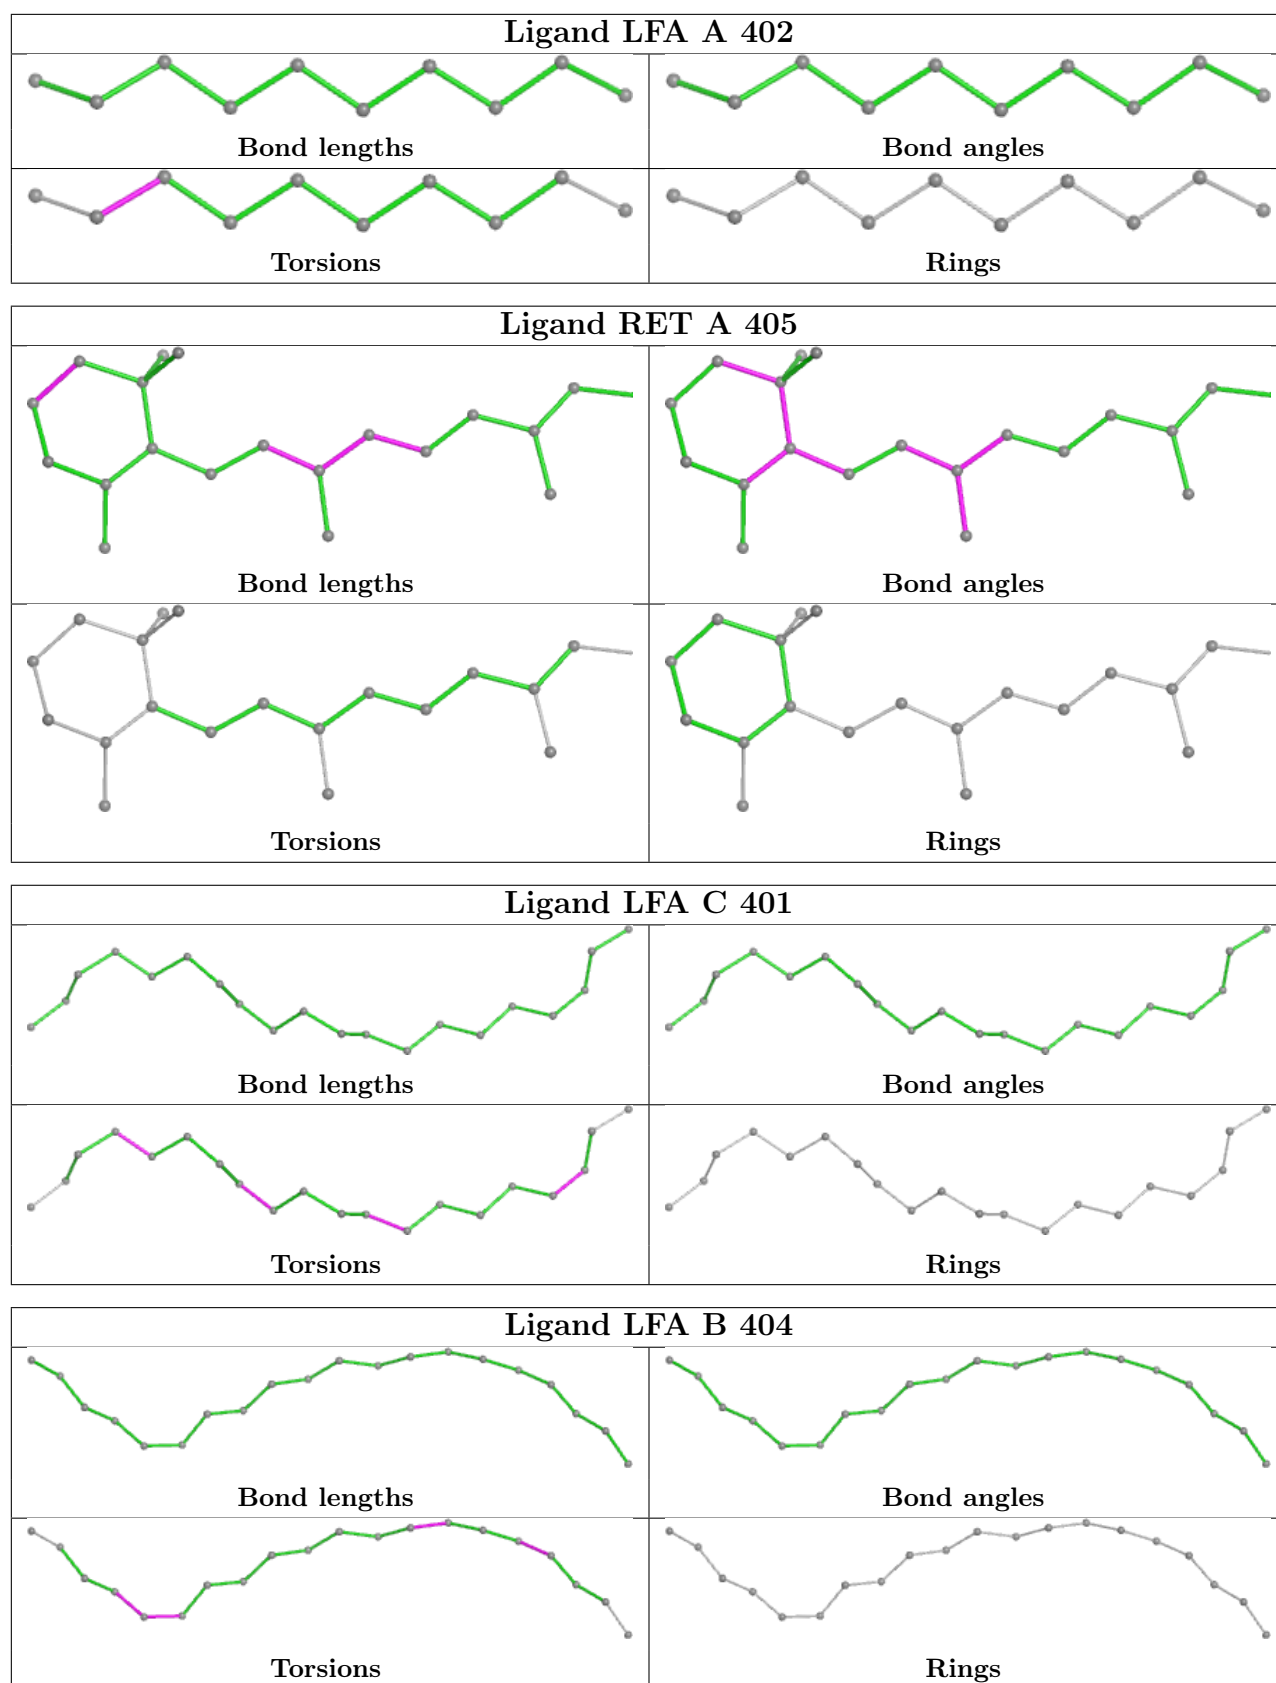 Ligand LFA A 402
Bond lengths
Bond angles
Torsions
Rings
Ligand RET A 405
Bond lengths
Bond angles
Torsions
Rings
Ligand LFA C 401
Bond lengths
Bond angles
Torsions
Rings
Ligand LFA B 404
Bond lengths
Bond angles
Torsions
Rings